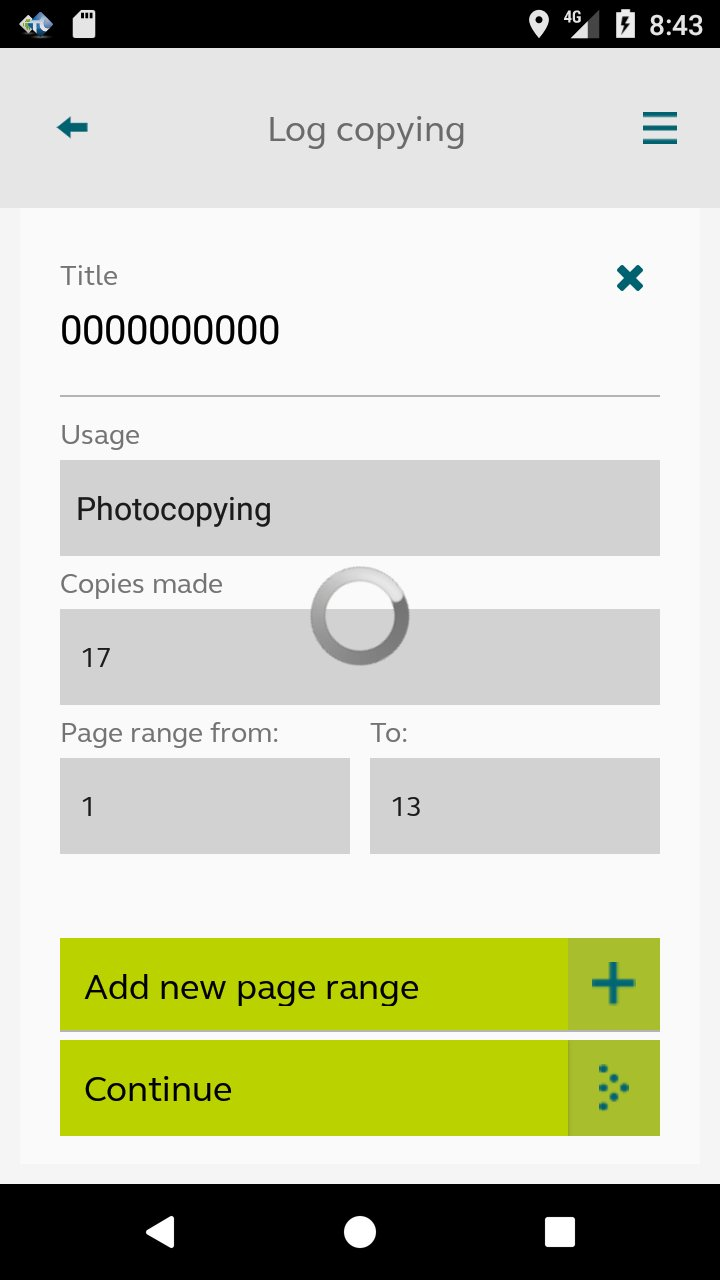 4G 8:43
Log copying
Title
0000000000
Usage
Photocopying
Copies made
17
Page range from: To:
1 13
Add new page range
Continue